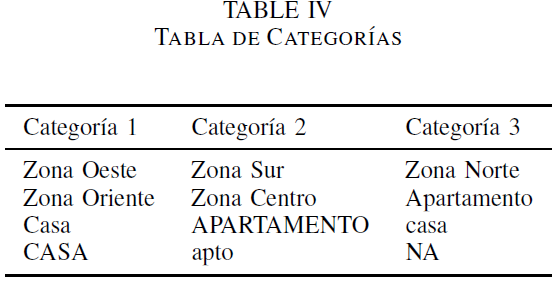 TABLE IV
TABLA DE CATEGORÍAS
Categoría 1 Categoría 2 Categoría 3
Zona Oeste Zona Sur Zona Norte
Zona Oriente Zona Centro Apartamento
Casa APARTAMENTO casa
CASA apto NA